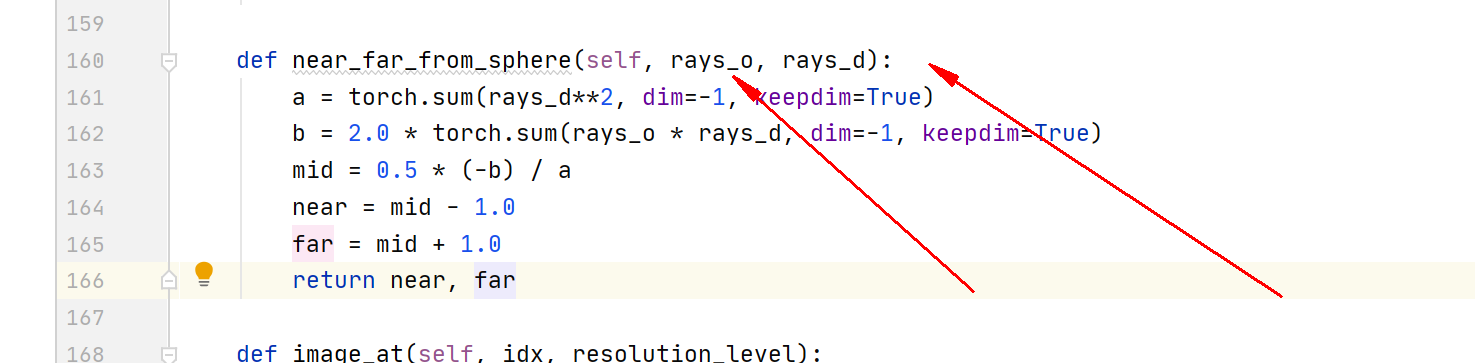 159
160 def near_far_from_sphere(self, rays_o, rays_d):
161 a = torch.sum(rays_d**2, dim=-1, keepdim=True)
162 b = 2.0 * torch.sum(rays_o * rays_d, dim=-1, keepdim=True)
163 mid = 0.5 * (-b) / a
164 near = mid - 1.0
165 far = mid + 1.0
166 return near, far
167
168 def image_at(self, idx, resolution_level):